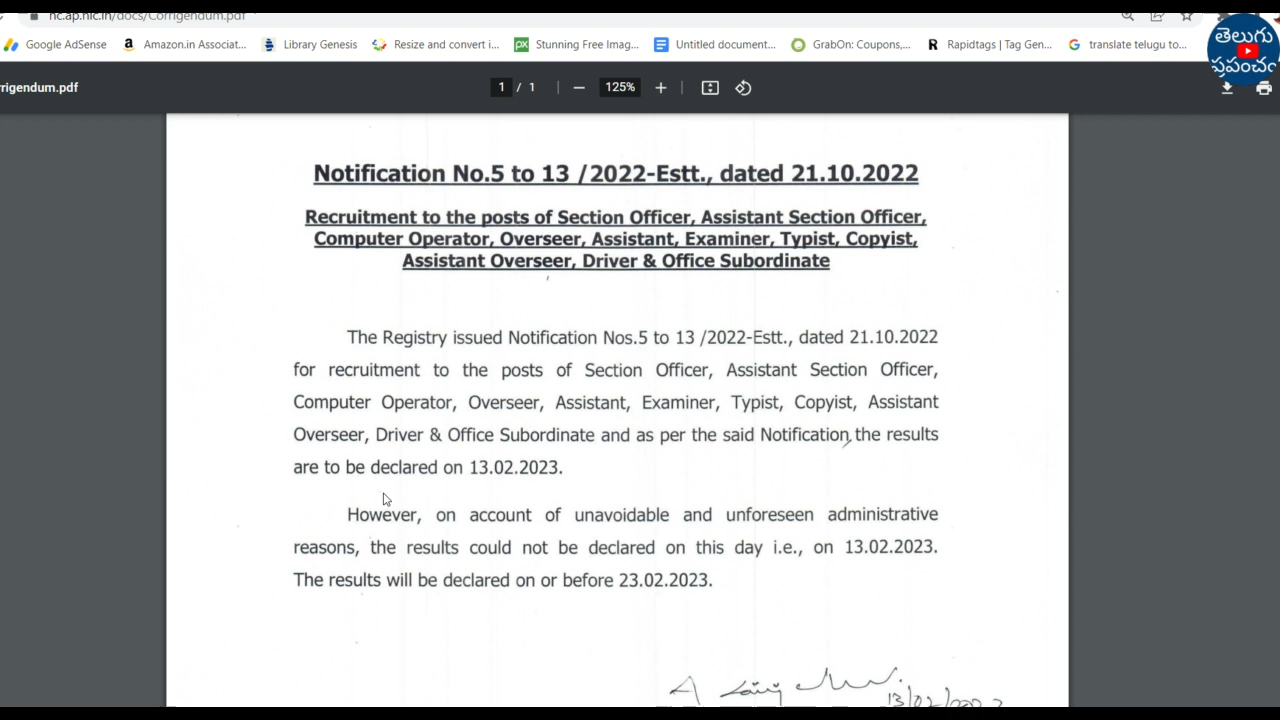 hc.ap.nic.in/docs/Corrigendum.pdf
Google AdSense
Amazon.in Associat...
Library Genesis
Resize and convert i...
Stunning Free Imag...
Untitled document...
GrabOn: Coupons,...
Rapidtags | Tag Gen...
translate telugu to...
తెలుగు
ప్రపంచం
rrigendum.pdf
1 / 1
125%
Notification No.5 to 13 /2022-Estt., dated 21.10.2022
Recruitment to the posts of Section Officer, Assistant Section Officer,
Computer Operator, Overseer, Assistant, Examiner, Typist, Copyist,
Assistant Overseer, Driver & Office Subordinate
The Registry issued Notification Nos.5 to 13 /2022-Estt., dated 21.10.2022
for recruitment to the posts of Section Officer, Assistant Section Officer,
Computer Operator, Overseer, Assistant, Examiner, Typist, Copyist, Assistant
Overseer, Driver & Office Subordinate and as per the said Notification, the results
are to be declared on 13.02.2023.
However, on account of unavoidable and unforeseen administrative
reasons, the results could not be declared on this day i.e., on 13.02.2023.
The results will be declared on or before 23.02.2023.